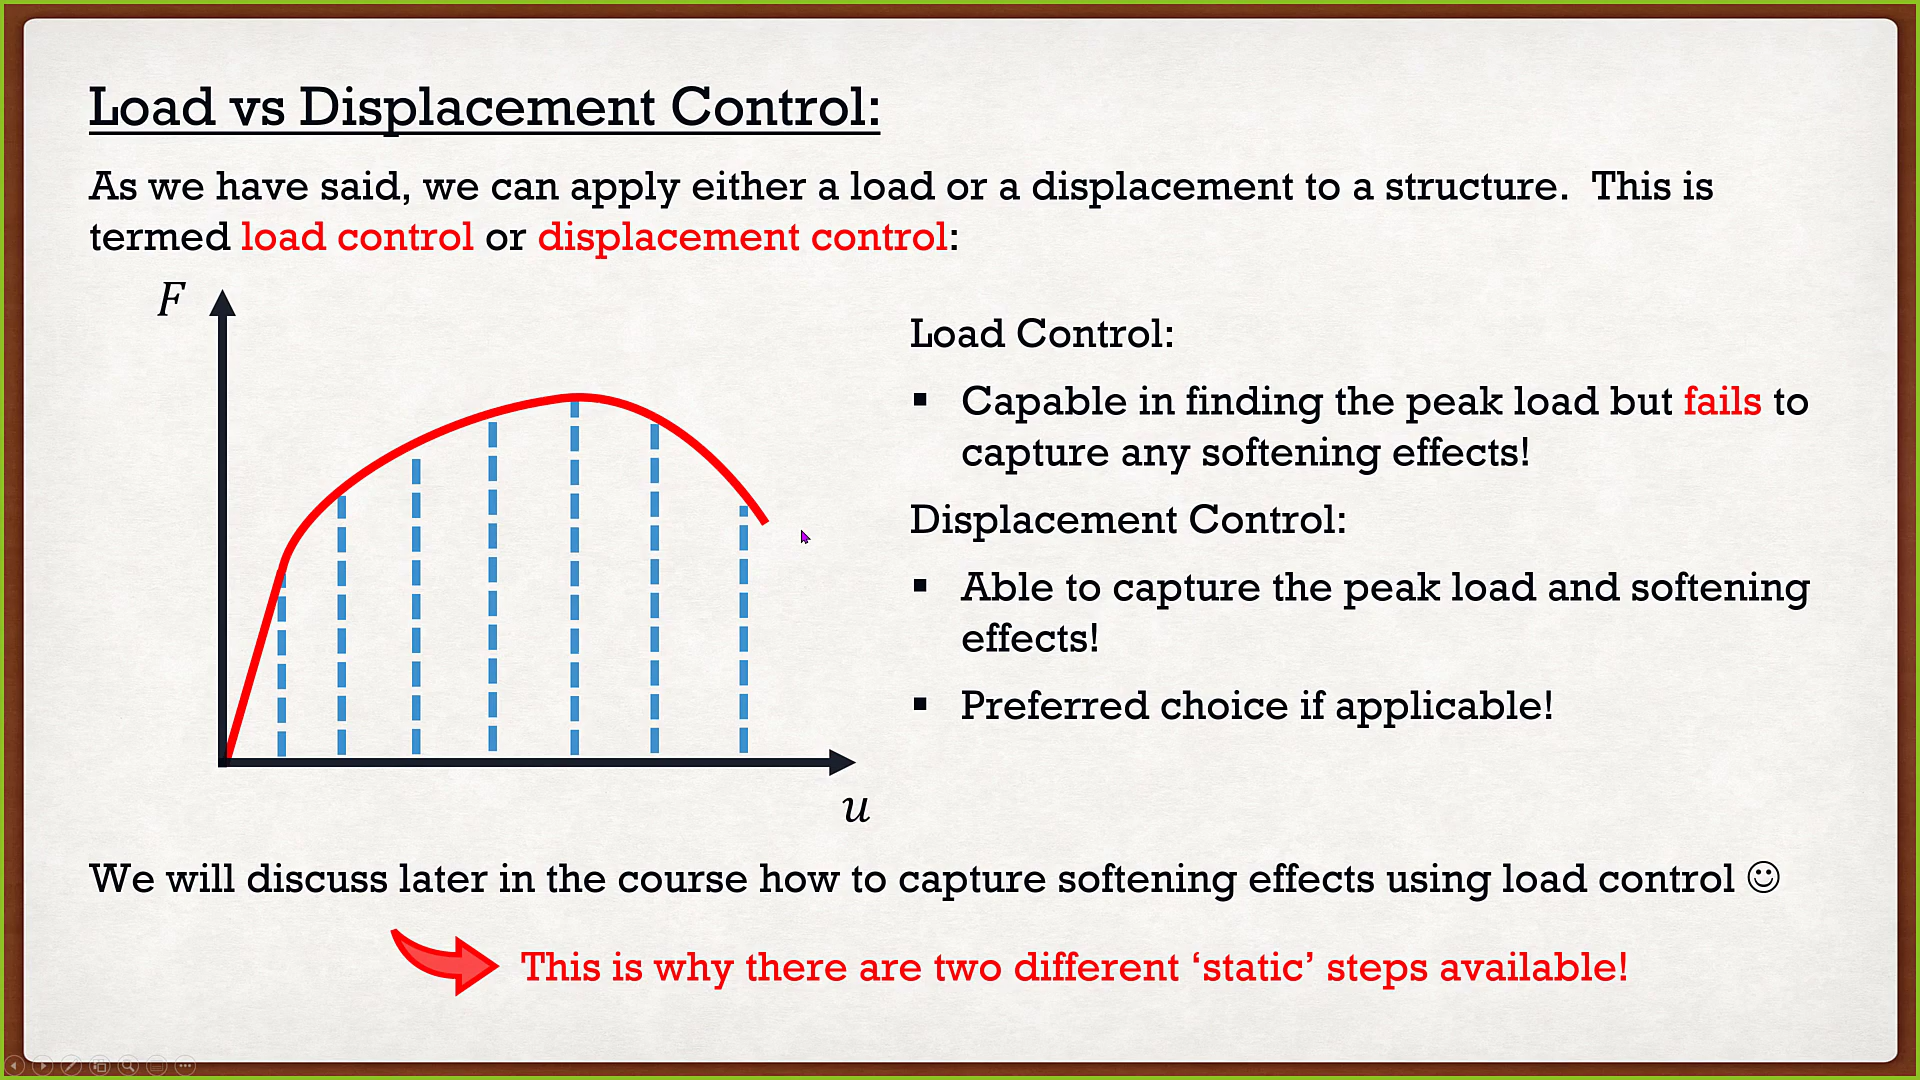 Load vs Displacement Control:
As we have said, we can apply either a load or a displacement to a structure. This is
termed load control or displacement control:
F
Load Control:
▪ Capable in finding the peak load but fails to
capture any softening effects!
Displacement Control:
▪ Able to capture the peak load and softening
effects!
▪ Preferred choice if applicable!
u
We will discuss later in the course how to capture softening effects using load control ☺
This is why there are two different ‘static’ steps available!